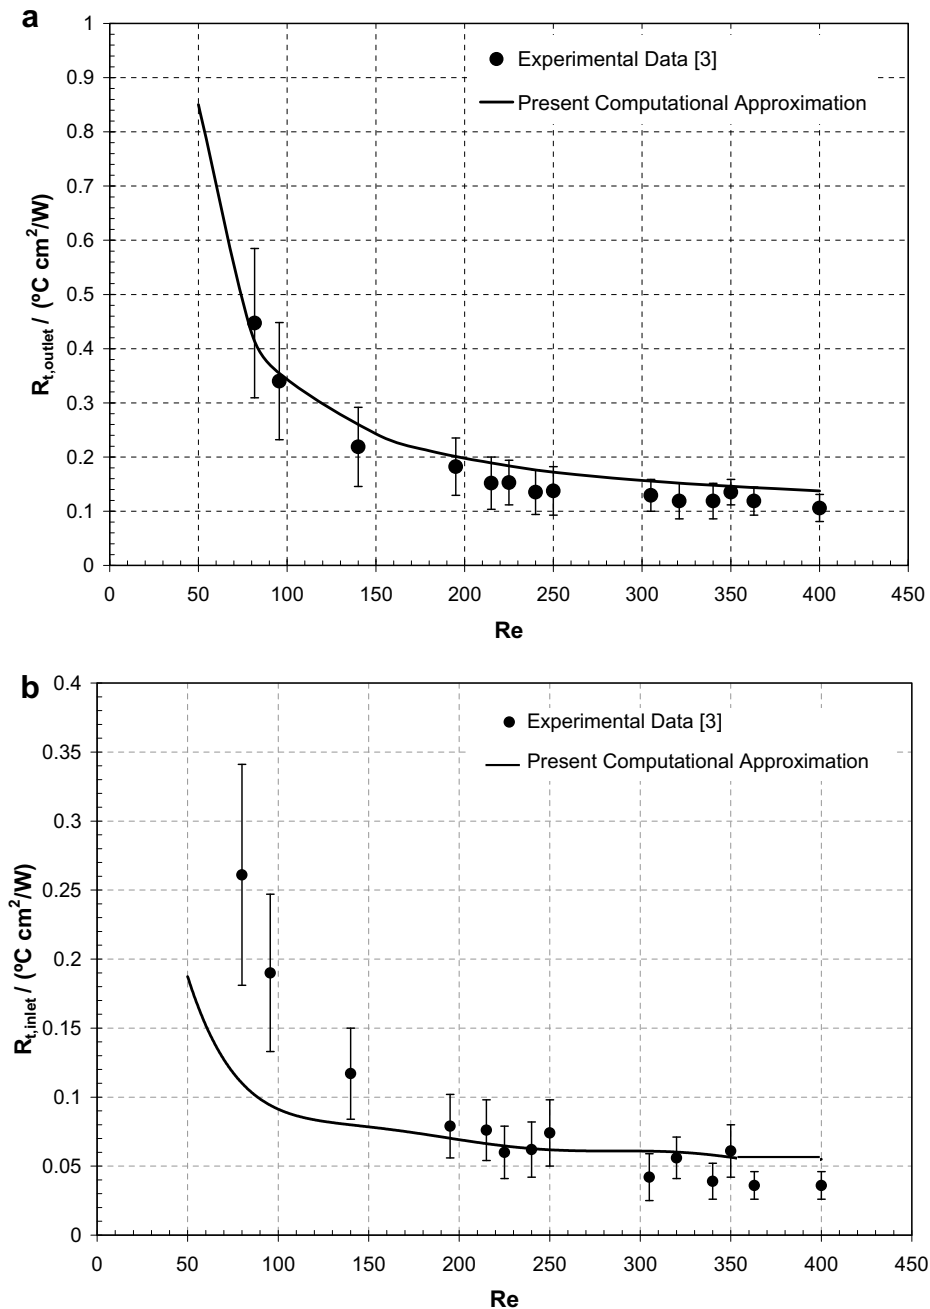 a
1
0.9
0.8
0.7
0.6
0.5
0.4
0.3
0.2
0.1
0
Rt,outlet / (ºC cm2/W)
Experimental Data [3]
Present Computational Approximation
0 50 100 150 200 250 300 350 400 450
Re
b
0.4
0.35
0.3
0.25
0.2
0.15
0.1
0.05
0
Rt,inlet / (ºC cm2/W)
Experimental Data [3]
Present Computational Approximation
0 50 100 150 200 250 300 350 400 450
Re